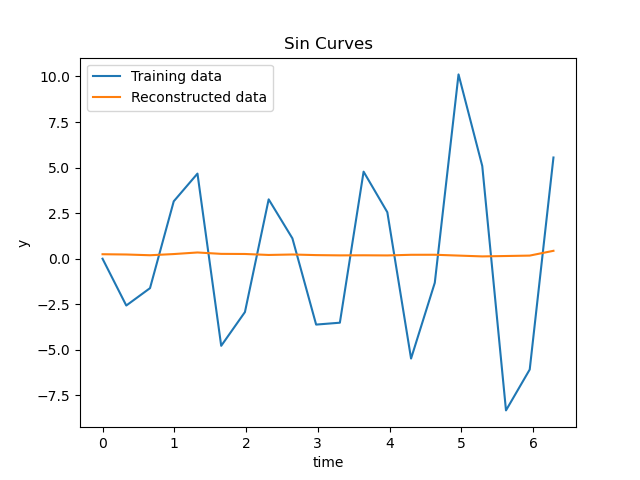 Sin Curves
Training data
Reconstructed data
10.0
7.5
5.0
2.5
0.0
−2.5
−5.0
−7.5
y
0 1 2 3 4 5 6
time